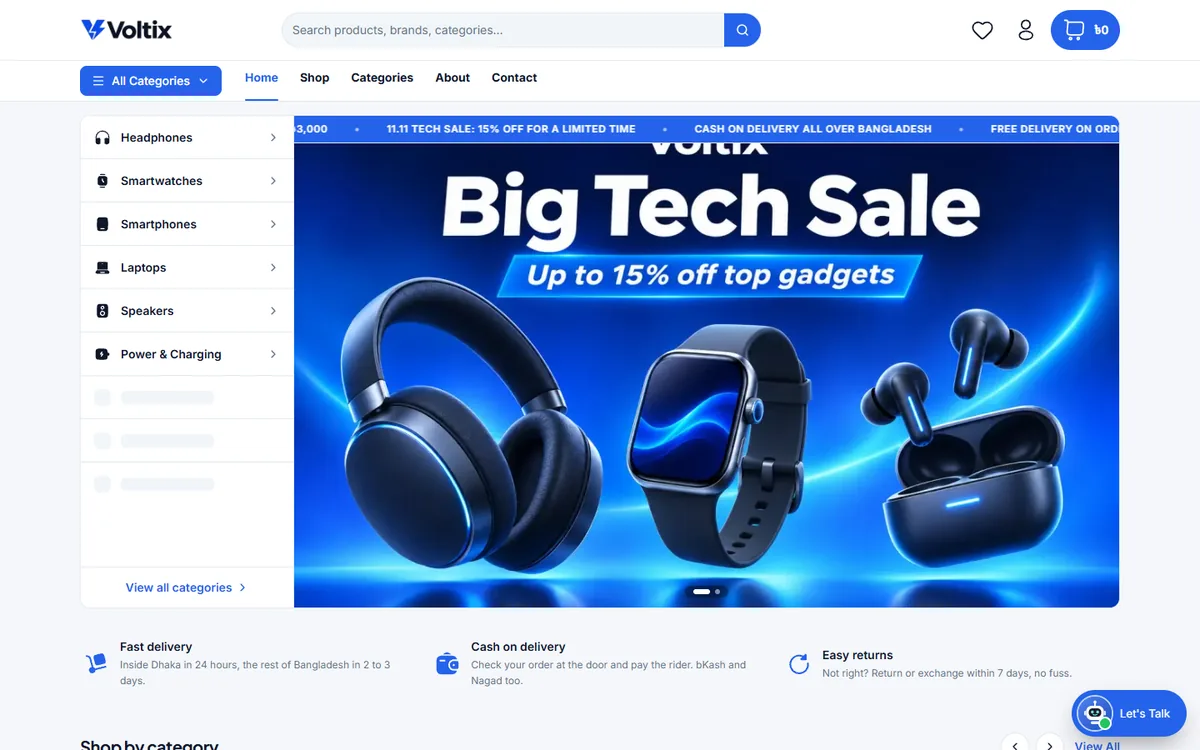 Voltix
Search products, brands, categories...
৳0
All Categories
Home
Shop
Categories
About
Contact
Headphones
Smartwatches
Smartphones
Laptops
Speakers
Power & Charging
View all categories
3,000 • 11.11 TECH SALE: 15% OFF FOR A LIMITED TIME • CASH ON DELIVERY ALL OVER BANGLADESH • FREE DELIVERY ON ORD
Voltix
Big Tech Sale
Up to 15% off top gadgets
Fast delivery
Inside Dhaka in 24 hours, the rest of Bangladesh in 2 to 3
days.
Cash on delivery
Check your order at the door and pay the rider. bKash and
Nagad too.
Easy returns
Not right? Return or exchange within 7 days, no fuss.
Let's Talk
Shop by category
View All